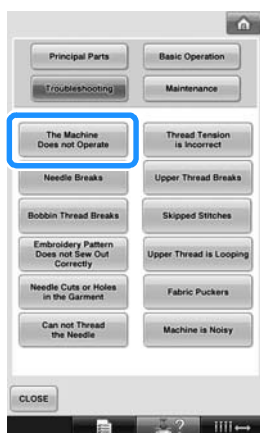 Principal Parts
Basic Operation
Troubleshooting
Maintenance
The Machine
Does not Operate
Thread Tension
is Incorrect
Needle Breaks
Upper Thread Breaks
Bobbin Thread Breaks
Skipped Stitches
Embroidery Pattern
Does not Sew Out
Correctly
Upper Thread is Looping
Needle Cuts or Holes
in the Garment
Fabric Puckers
Can not Thread
the Needle
Machine is Noisy
CLOSE
?